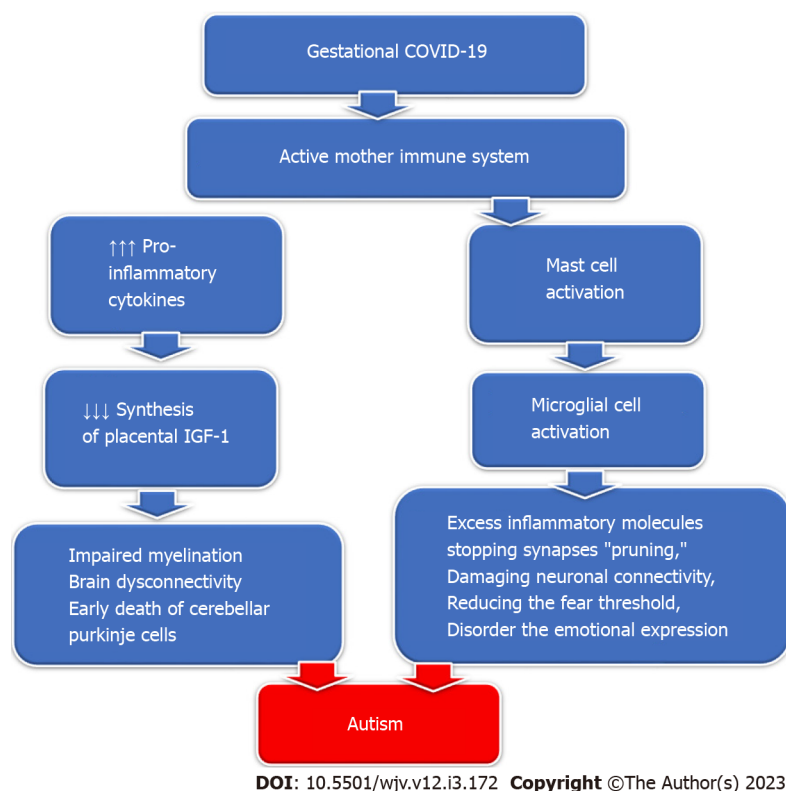 Gestational COVID-19
Active mother immune system
↑↑↑ Pro-
inflammatory
cytokines
Mast cell
activation
↓↓↓ Synthesis
of placental IGF-1
Microglial cell
activation
Impaired myelination
Brain dysconnectivity
Early death of cerebellar
purkinje cells
Excess inflammatory molecules
stopping synapses "pruning,"
Damaging neuronal connectivity,
Reducing the fear threshold,
Disorder the emotional expression
Autism
DOI: 10.5501/wjv.v12.i3.172 Copyright ©The Author(s) 2023